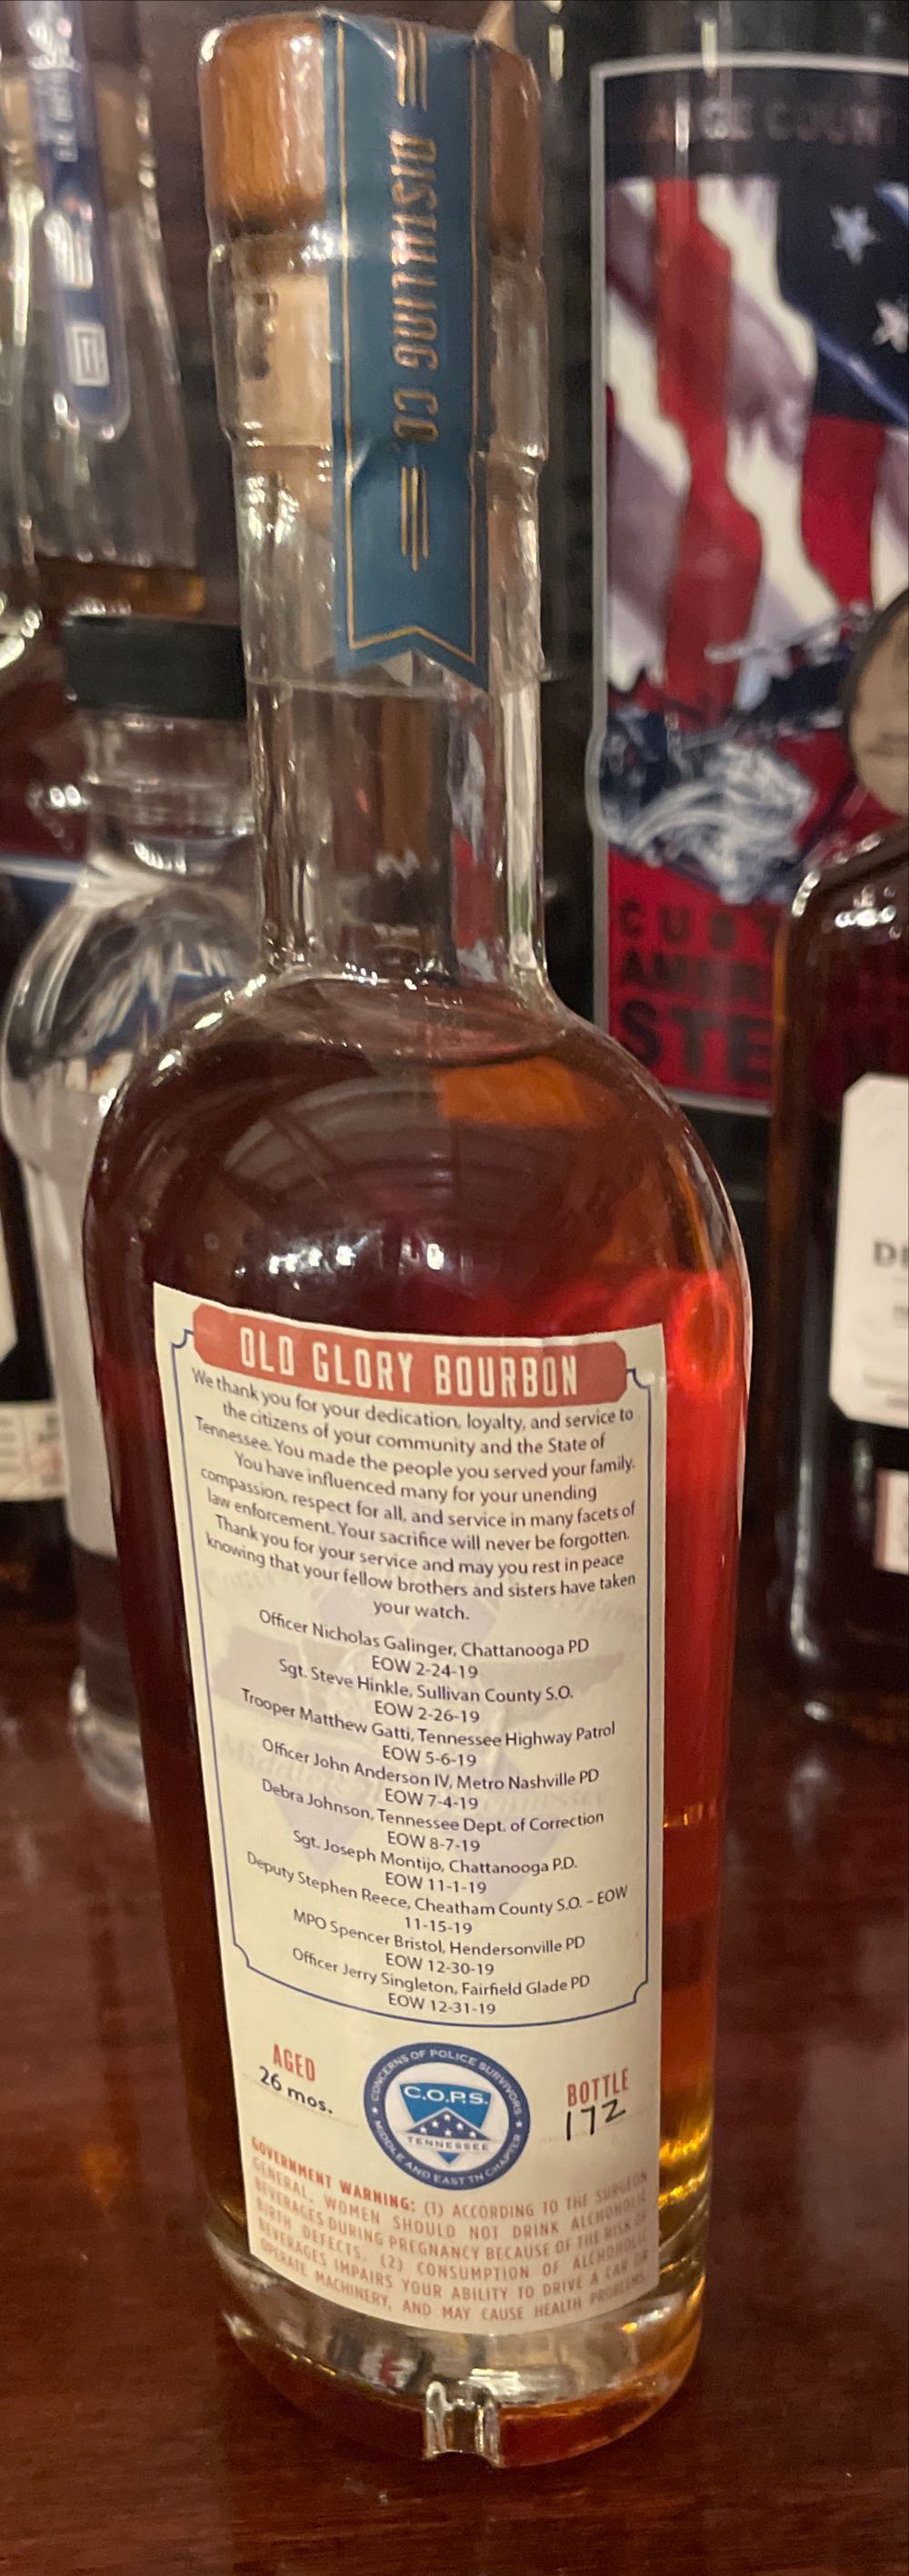 DISTILLING CO.
OLD GLORY BOURBON
We thank you for your dedication, loyalty, and service to
the citizens of your community and the State of
Tennessee. You made the people you served your family.
You have influenced many for your unending
compassion, respect for all, and service in many facets of
law enforcement. Your sacrifice will never be forgotten.
Thank you for your service and may you rest in peace
knowing that your fellow brothers and sisters have taken
your watch.
Officer Nicholas Galinger, Chattanooga PD
EOW 2-24-19
Sgt. Steve Hinkle, Sullivan County S.O.
EOW 2-26-19
Trooper Matthew Gatti, Tennessee Highway Patrol
EOW 5-6-19
Officer John Anderson IV, Metro Nashville PD
EOW 7-4-19
Debra Johnson, Tennessee Dept. of Correction
EOW 8-7-19
Sgt. Joseph Montijo, Chattanooga P.D.
EOW 11-1-19
Deputy Stephen Reece, Cheatham County S.O. – EOW
11-15-19
MPO Spencer Bristol, Hendersonville PD
EOW 12-30-19
Officer Jerry Singleton, Fairfield Glade PD
EOW 12-31-19
AGED
26 mos.
CONCERNS OF POLICE SURVIVORS
C.O.P.S.
TENNESSEE
MIDDLE AND EAST TN CHAPTER
BOTTLE
172
GOVERNMENT WARNING: (1) ACCORDING TO THE SURGEON
GENERAL, WOMEN SHOULD NOT DRINK ALCOHOLIC
BEVERAGES DURING PREGNANCY BECAUSE OF THE RISK OF
BIRTH DEFECTS. (2) CONSUMPTION OF ALCOHOLIC
BEVERAGES IMPAIRS YOUR ABILITY TO DRIVE A CAR OR
OPERATE MACHINERY, AND MAY CAUSE HEALTH PROBLEMS.